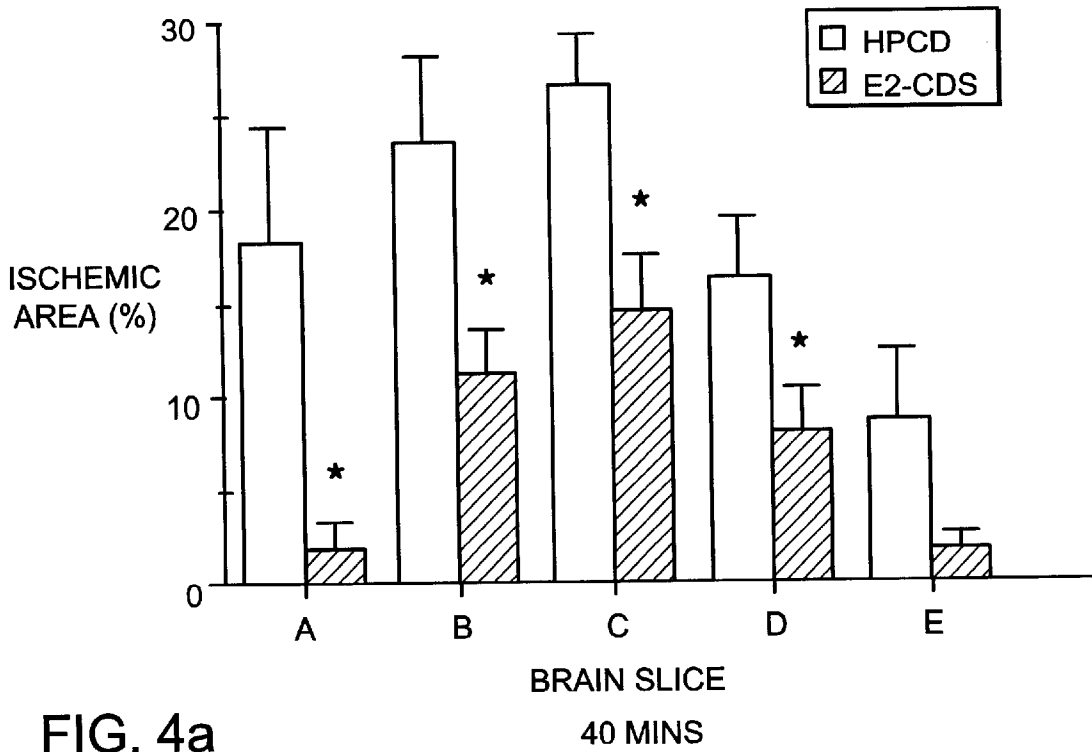 30
HPCD
E2-CDS
★
20
★
★
ISCHEMIC
AREA (%)
★
10
0
A B C D E
BRAIN SLICE
FIG. 4a
40 MINS